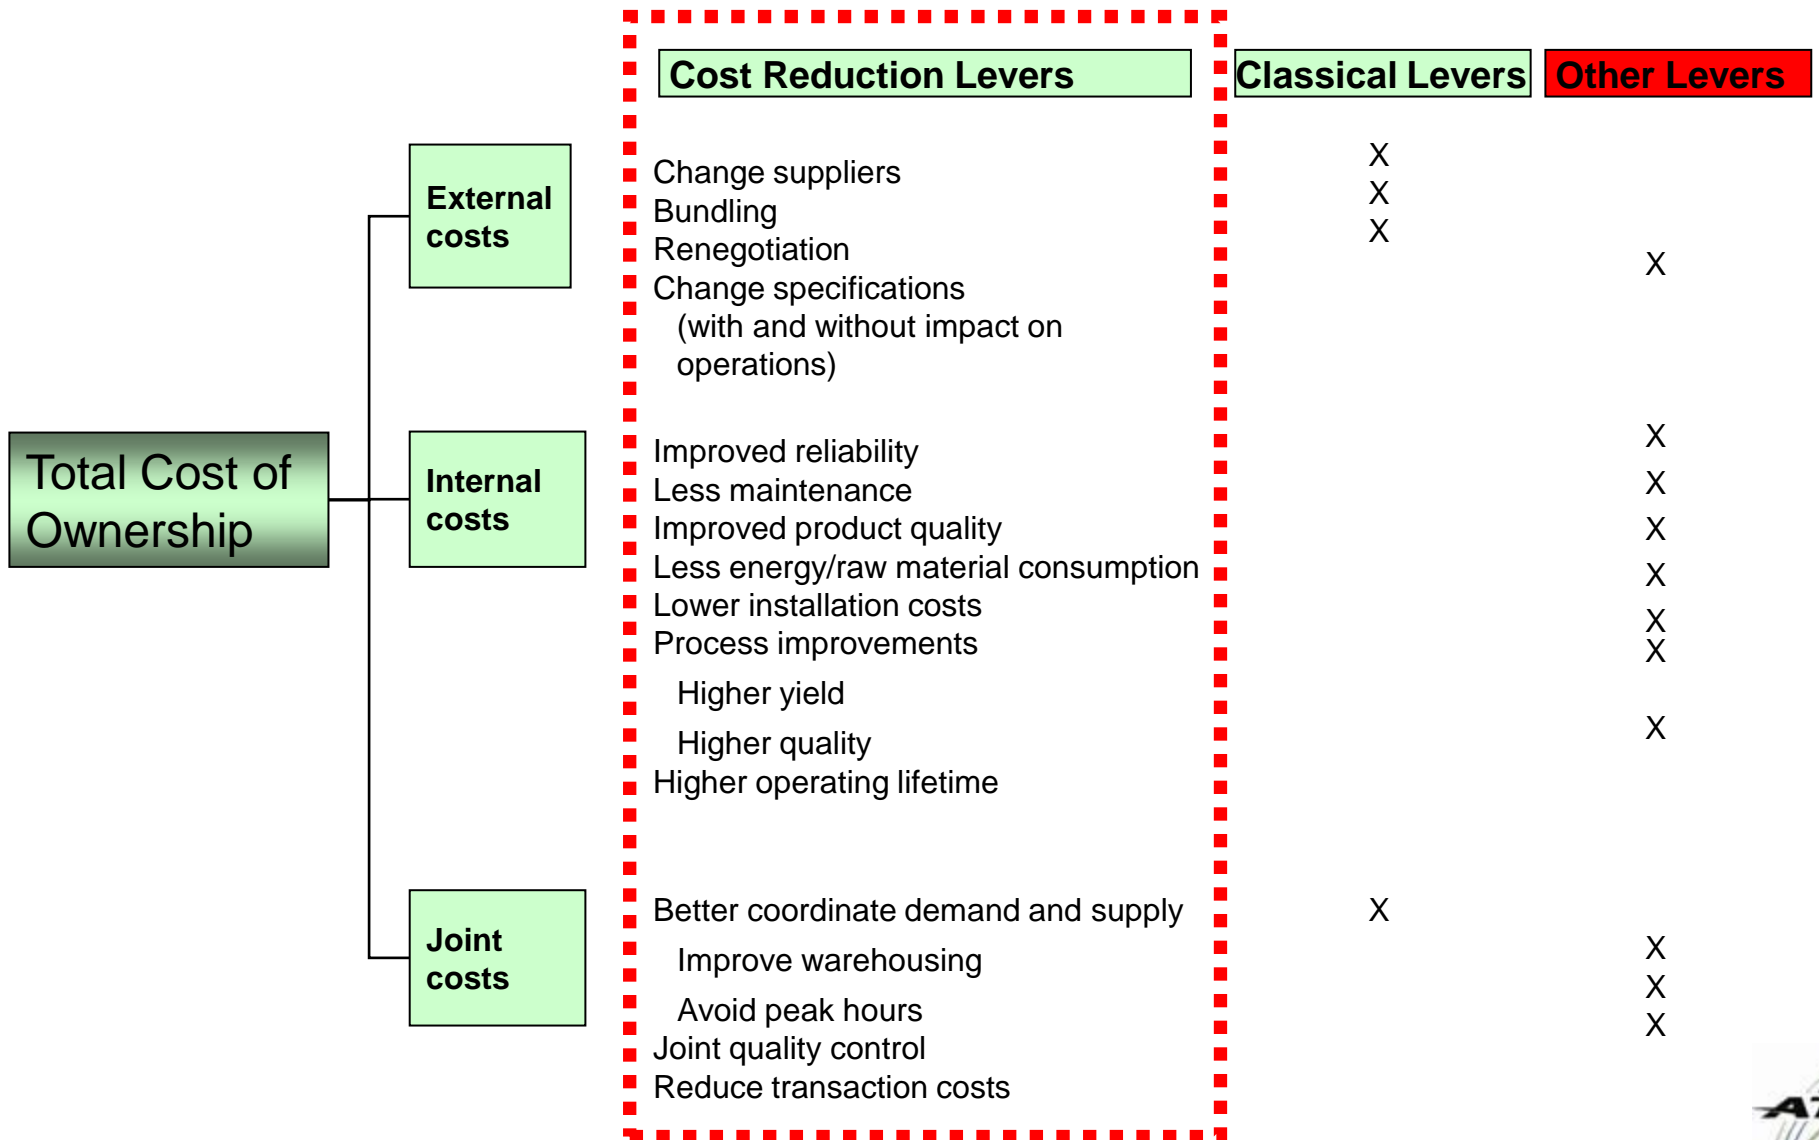 Cost Reduction Levers Classical Levers Other Levers
External
costs
Change suppliers X
Bundling X
Renegotiation X
Change specifications X
(with and without impact on
operations)
Total Cost of
Ownership
Internal
costs
Improved reliability X
Less maintenance X
Improved product quality X
Less energy/raw material consumption X
Lower installation costs X
Process improvements X
Higher yield
Higher quality X
Higher operating lifetime
Joint
costs
Better coordinate demand and supply X
Improve warehousing X
Avoid peak hours X
Joint quality control X
Reduce transaction costs